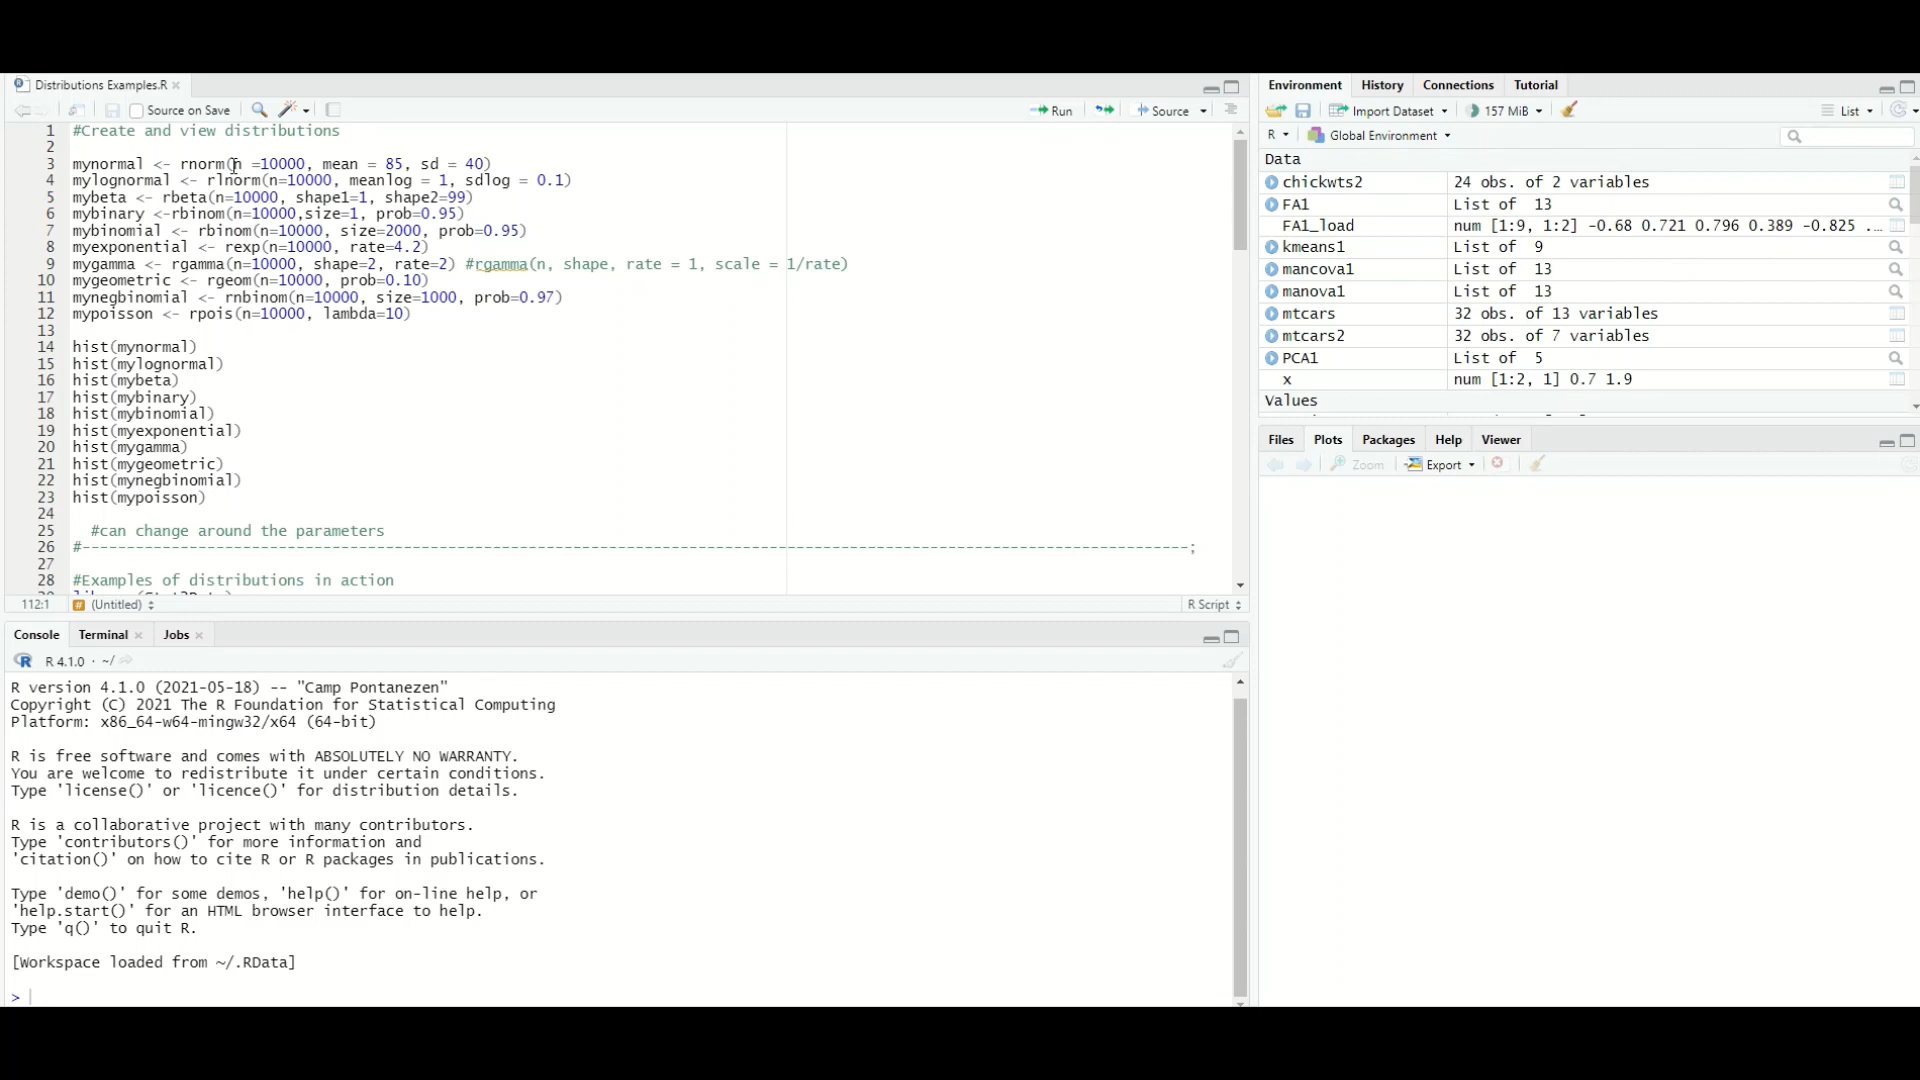 Distributions Examples.R
Source on Save
Run
Source
1 #Create and view distributions
2
3 mynormal <- rnorm(n =10000, mean = 85, sd = 40)
4 mylognormal <- rlnorm(n=10000, meanlog = 1, sdlog = 0.1)
5 mybeta <- rbeta(n=10000, shape1=1, shape2=99)
6 mybinary <-rbinom(n=10000,size=1, prob=0.95)
7 mybinomial <- rbinom(n=10000, size=2000, prob=0.95)
8 myexponential <- rexp(n=10000, rate=4.2)
9 mygamma <- rgamma(n=10000, shape=2, rate=2) #rgamma(n, shape, rate = 1, scale = 1/rate)
10 mygeometric <- rgeom(n=10000, prob=0.10)
11 mynegbinomial <- rnbinom(n=10000, size=1000, prob=0.97)
12 mypoisson <- rpois(n=10000, lambda=10)
13
14 hist(mynormal)
15 hist(mylognormal)
16 hist(mybeta)
17 hist(mybinary)
18 hist(mybinomial)
19 hist(myexponential)
20 hist(mygamma)
21 hist(mygeometric)
22 hist(mynegbinomial)
23 hist(mypoisson)
24
25 #can change around the parameters
26 #---------------------------------------------------------------------------------------------------------------------------;
27
28 #Examples of distributions in action
112:1 # (Untitled) R Script
Console Terminal Jobs
R 4.1.0 · ~/
R version 4.1.0 (2021-05-18) -- "Camp Pontanezen"
Copyright (C) 2021 The R Foundation for Statistical Computing
Platform: x86_64-w64-mingw32/x64 (64-bit)
R is free software and comes with ABSOLUTELY NO WARRANTY.
You are welcome to redistribute it under certain conditions.
Type 'license()' or 'licence()' for distribution details.
R is a collaborative project with many contributors.
Type 'contributors()' for more information and
'citation()' on how to cite R or R packages in publications.
Type 'demo()' for some demos, 'help()' for on-line help, or
'help.start()' for an HTML browser interface to help.
Type 'q()' to quit R.
[Workspace loaded from ~/.RData]
>
Environment History Connections Tutorial
Import Dataset 157 MiB List
R Global Environment
Data
chickwts2 24 obs. of 2 variables
FA1 List of 13
FA1_load num [1:9, 1:2] -0.68 0.721 0.796 0.389 -0.825 ...
kmeans1 List of 9
mancova1 List of 13
manova1 List of 13
mtcars 32 obs. of 13 variables
mtcars2 32 obs. of 7 variables
PCA1 List of 5
x num [1:2, 1] 0.7 1.9
Values
Files Plots Packages Help Viewer
Zoom Export